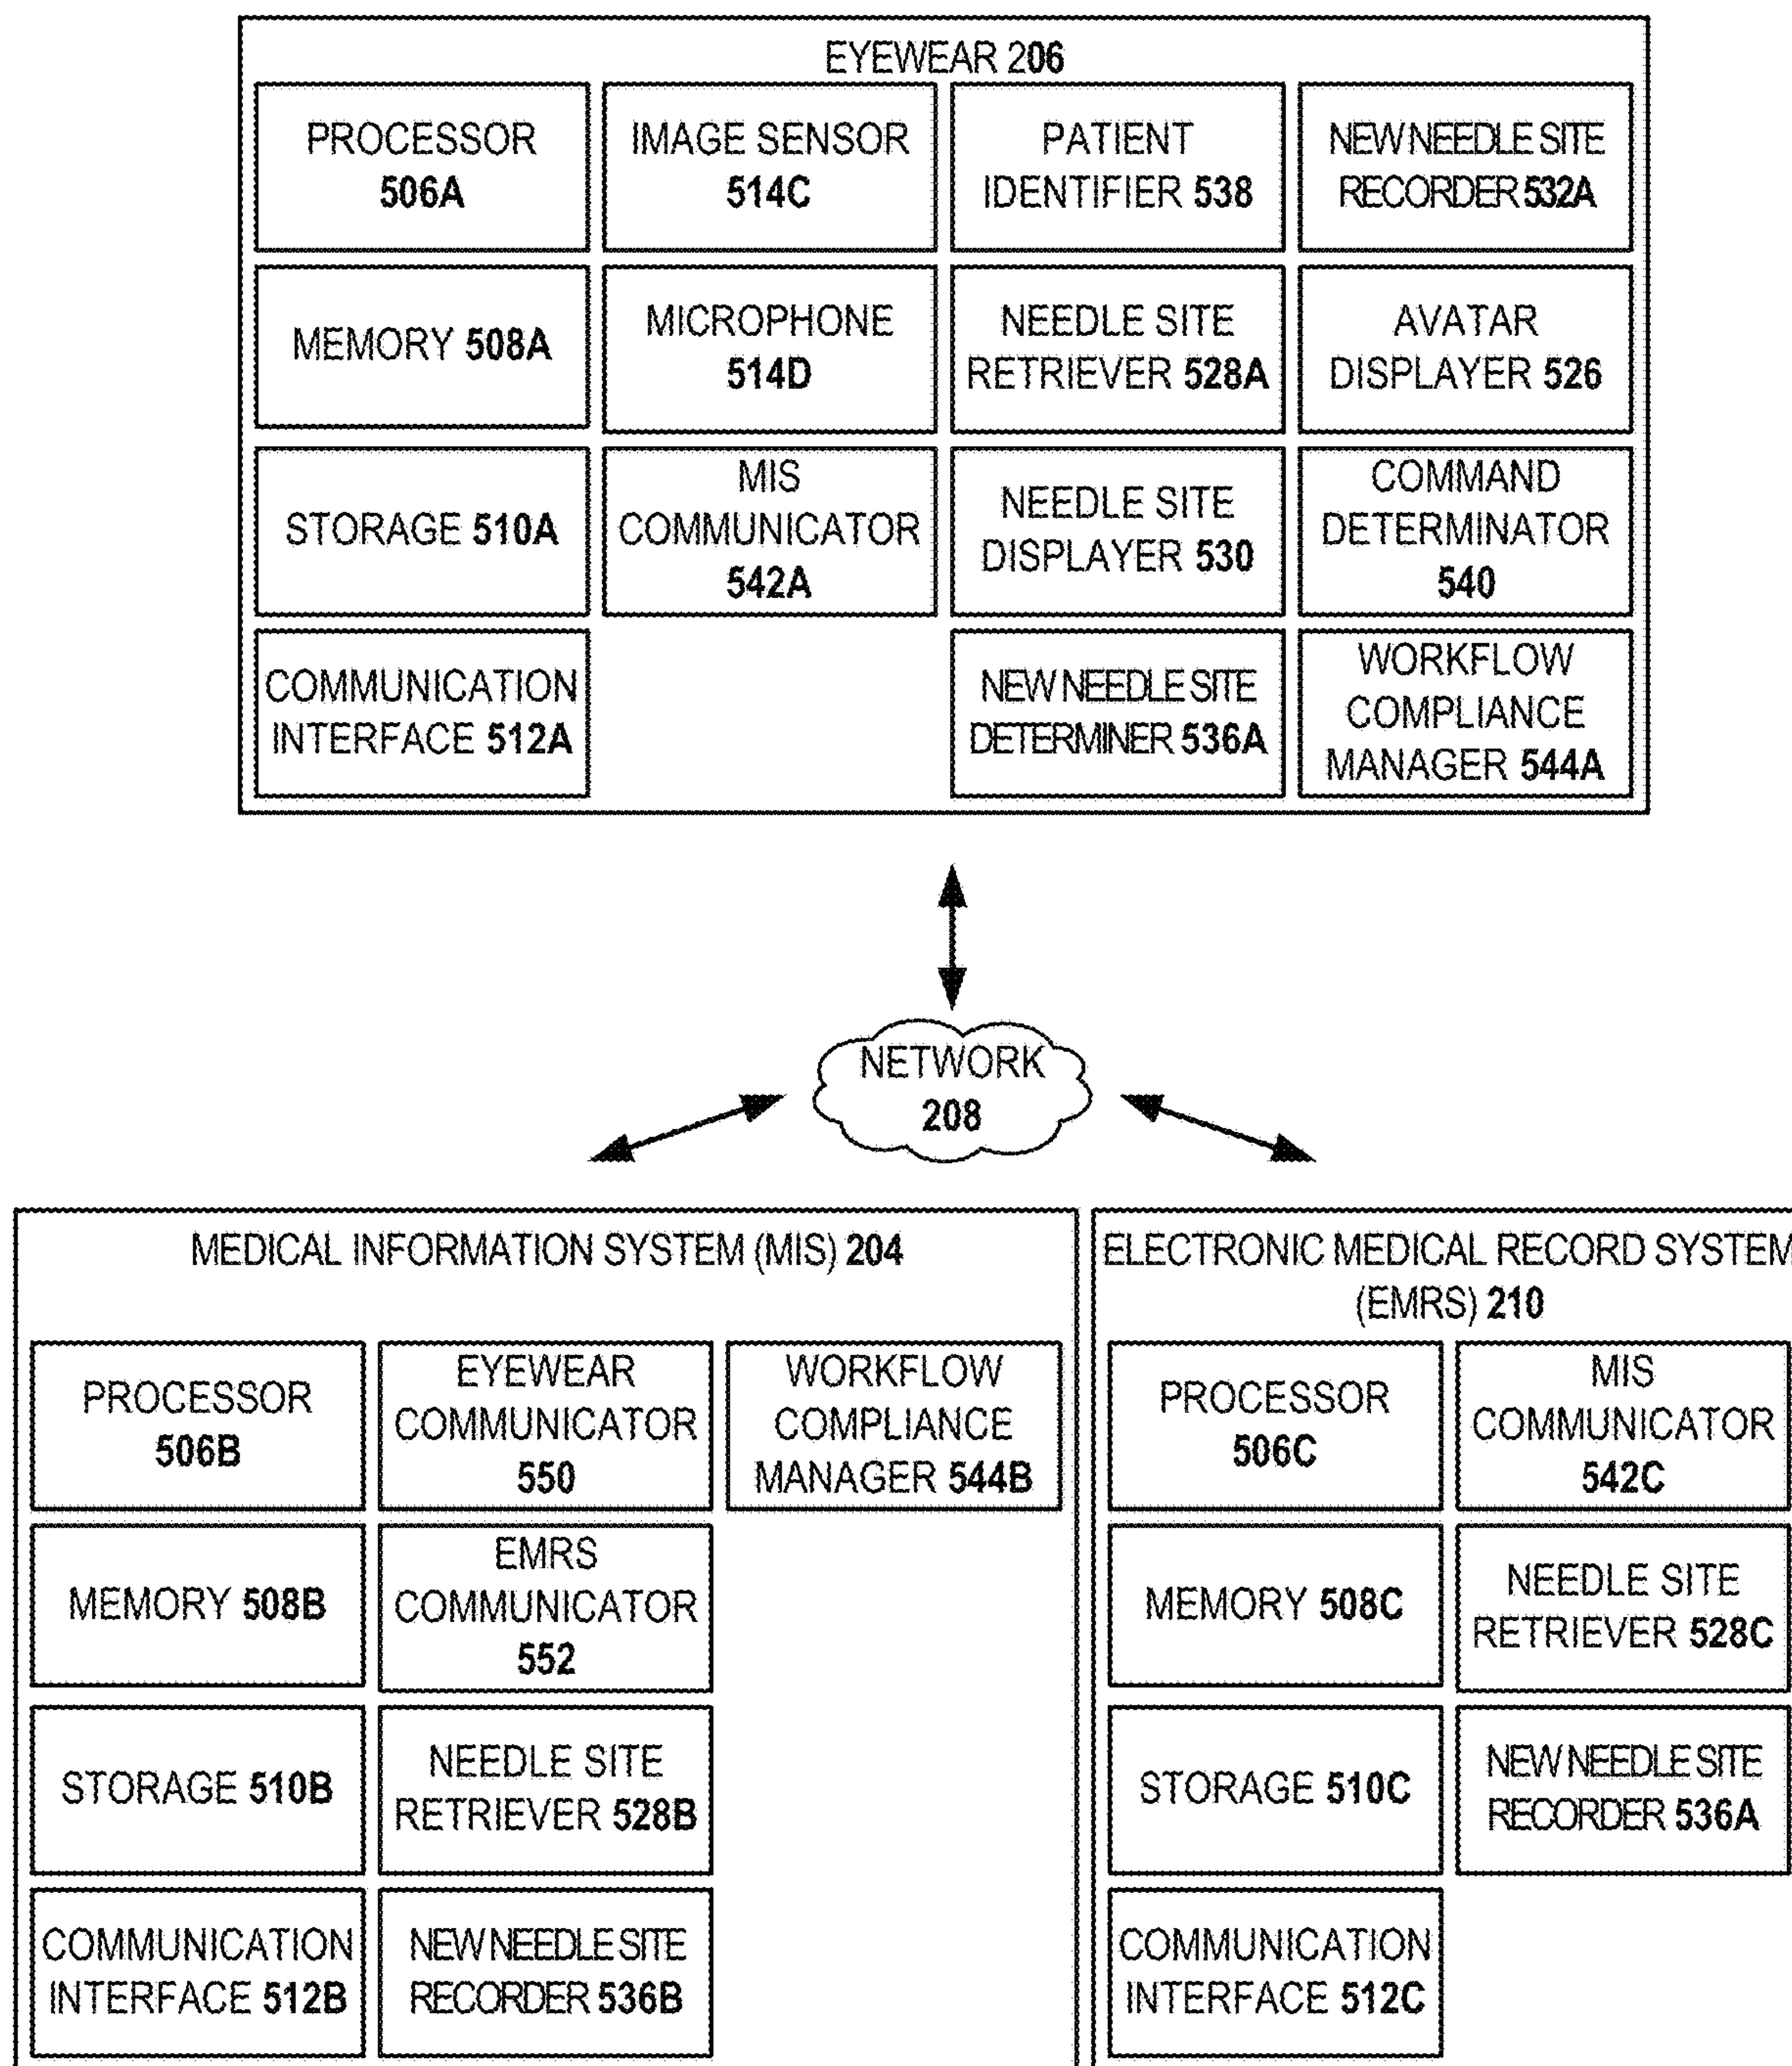 EYEWEAR 206
PROCESSOR
506A
IMAGE SENSOR
514C
PATIENT
IDENTIFIER 538
NEW NEEDLE SITE
RECORDER 532A
MEMORY 508A
MICROPHONE
514D
NEEDLE SITE
RETRIEVER 528A
AVATAR
DISPLAYER 526
STORAGE 510A
MIS
COMMUNICATOR
542A
NEEDLE SITE
DISPLAYER 530
COMMAND
DETERMINATOR
540
COMMUNICATION
INTERFACE 512A
NEW NEEDLE SITE
DETERMINER 536A
WORKFLOW
COMPLIANCE
MANAGER 544A
NETWORK
208
MEDICAL INFORMATION SYSTEM (MIS) 204
PROCESSOR
506B
EYEWEAR
COMMUNICATOR
550
WORKFLOW
COMPLIANCE
MANAGER 544B
MEMORY 508B
EMRS
COMMUNICATOR
552
STORAGE 510B
NEEDLE SITE
RETRIEVER 528B
COMMUNICATION
INTERFACE 512B
NEW NEEDLE SITE
RECORDER 536B
ELECTRONIC MEDICAL RECORD SYSTEM
(EMRS) 210
PROCESSOR
506C
MIS
COMMUNICATOR
542C
MEMORY 508C
NEEDLE SITE
RETRIEVER 528C
STORAGE 510C
NEW NEEDLE SITE
RECORDER 536A
COMMUNICATION
INTERFACE 512C